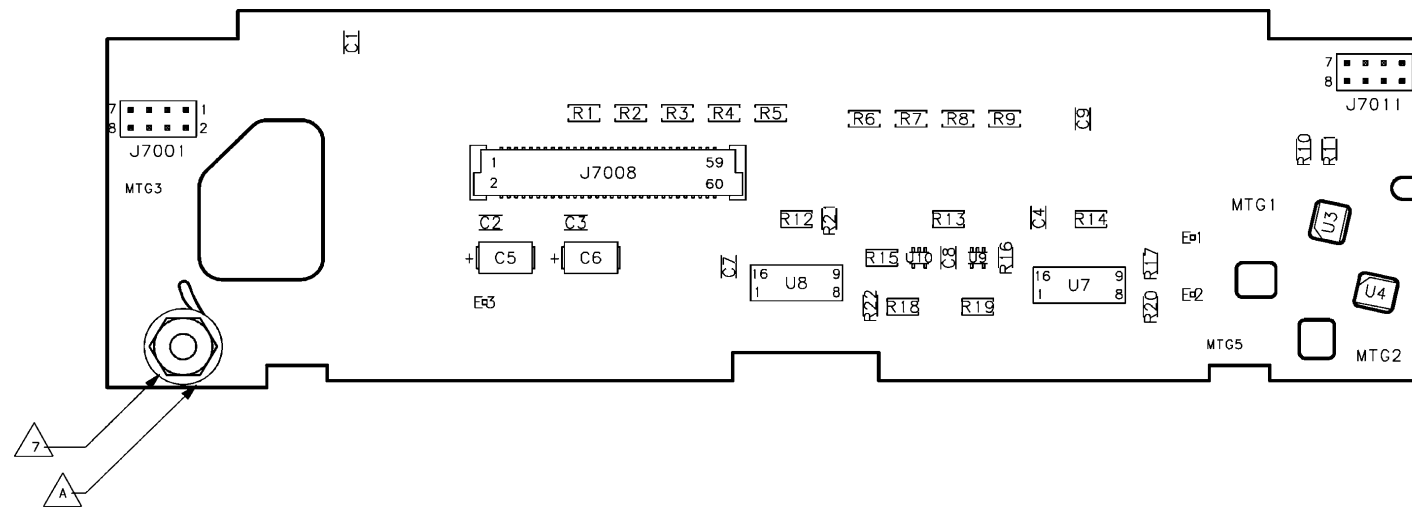 C1
7
8
J7011
7 1
8 2
J7001
MTG3
R1 R2 R3 R4 R5
R6 R7 R8 R9
C9
R10 R11
1 59
J7008
2 60
MTG1
U3
C2 C3
R12 R21 R13 C4 R14
E 1
+ C5 + C6
C7
R15 U10 C8 U9 R16
R17
16 9
U8
1 8
16 9
U7
1 8
E 3
R22 R18 R19
R20
E 2
U4
MTG5
MTG2
7
A